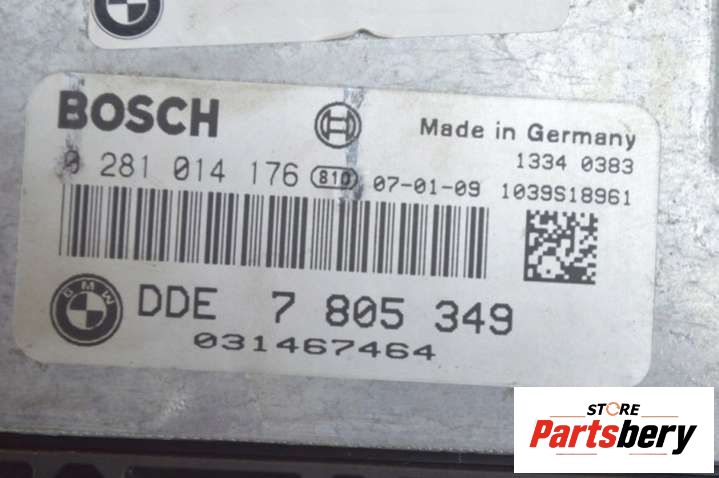 BOSCH
Made in Germany
1334 0383
0 281 014 176 810 07-01-09 1039S18961
BMW
DDE 7 805 349
031467464
STORE
Partsbery